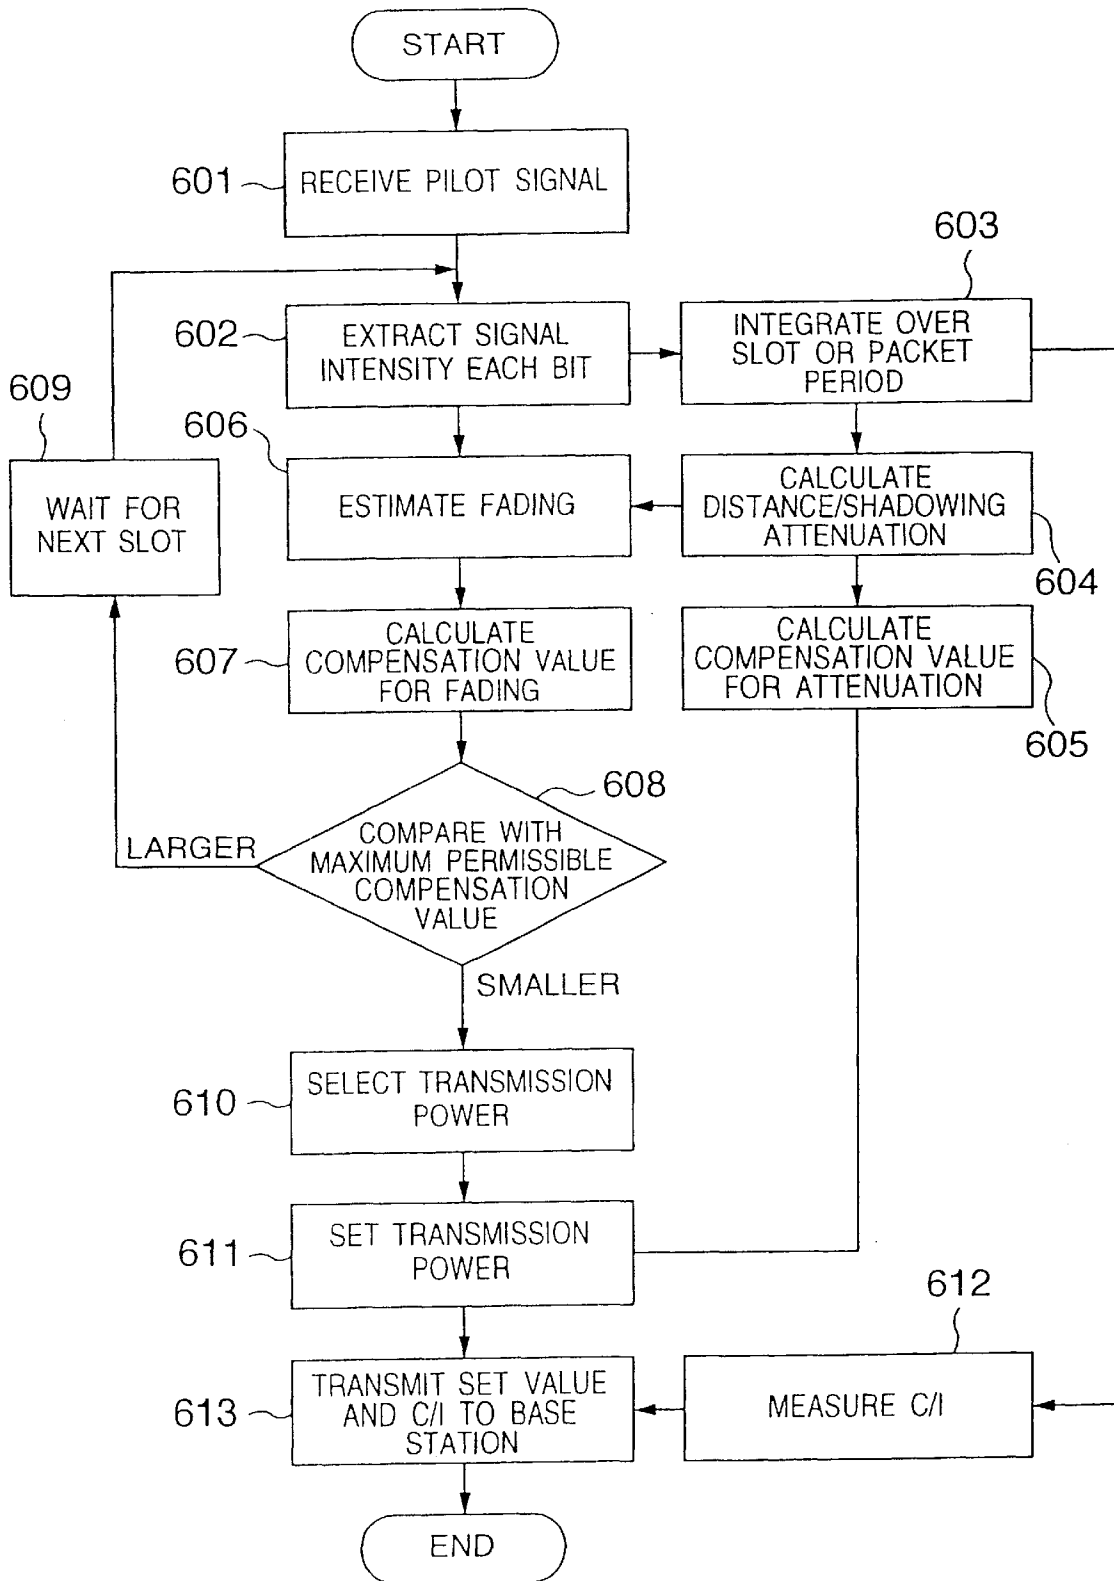 START
601
RECEIVE PILOT SIGNAL
603
602
EXTRACT SIGNAL
INTENSITY EACH BIT
INTEGRATE OVER
SLOT OR PACKET
PERIOD
609
WAIT FOR
NEXT SLOT
606
ESTIMATE FADING
CALCULATE
DISTANCE/SHADOWING
ATTENUATION
604
607
CALCULATE
COMPENSATION VALUE
FOR FADING
CALCULATE
COMPENSATION VALUE
FOR ATTENUATION
605
608
LARGER
COMPARE WITH
MAXIMUM PERMISSIBLE
COMPENSATION
VALUE
SMALLER
610
SELECT TRANSMISSION
POWER
611
SET TRANSMISSION
POWER
612
613
TRANSMIT SET VALUE
AND C/I TO BASE
STATION
MEASURE C/I
END